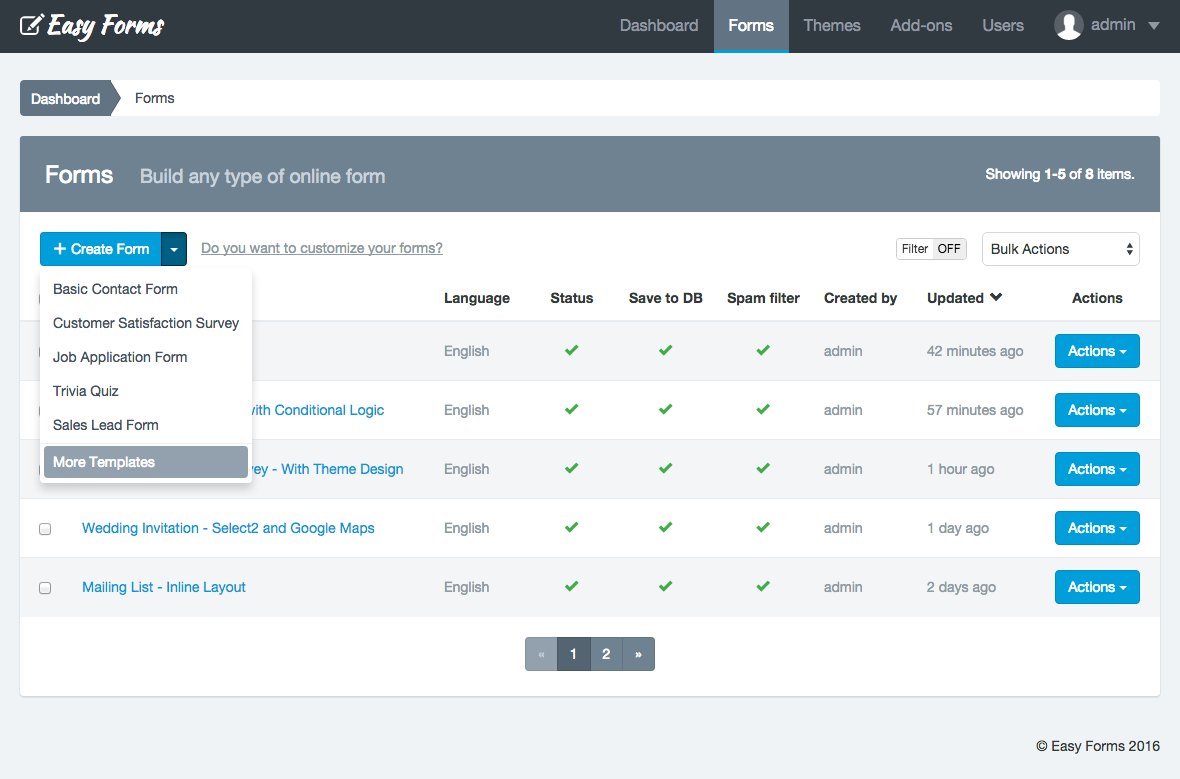 Easy Forms
Dashboard Forms Themes Add-ons Users admin
Dashboard Forms
Forms Build any type of online form Showing 1-5 of 8 items.
+ Create Form Do you want to customize your forms? Filter OFF Bulk Actions
Basic Contact Form
Customer Satisfaction Survey
Job Application Form
Trivia Quiz
Sales Lead Form
More Templates
Language Status Save to DB Spam filter Created by Updated Actions
English admin 42 minutes ago Actions
with Conditional Logic English admin 57 minutes ago Actions
- With Theme Design English admin 1 hour ago Actions
Wedding Invitation - Select2 and Google Maps English admin 1 day ago Actions
Mailing List - Inline Layout English admin 2 days ago Actions
« 1 2 »
© Easy Forms 2016